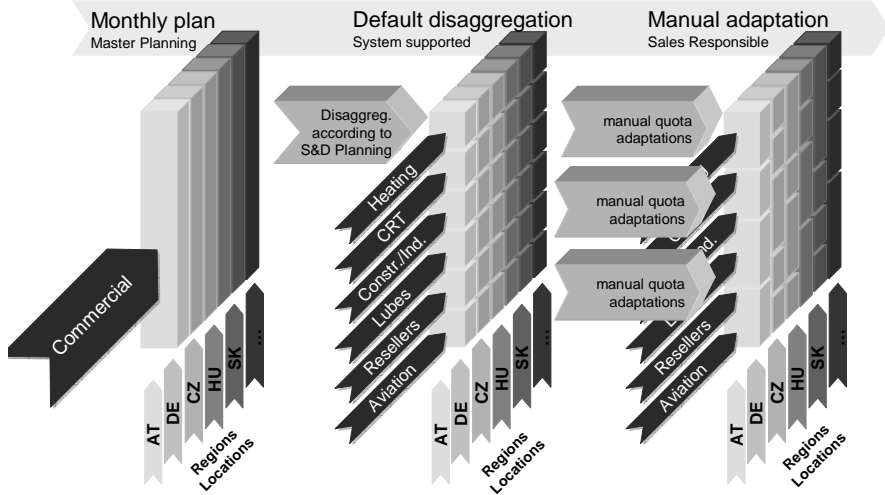 Monthly plan
Master Planning
Default disaggregation
System supported
Manual adaptation
Sales Responsible
Commercial
AT
DE
CZ
HU
SK
...
Regions
Locations
Disaggreg.
according to
S&D Planning
Heating
CRT
Constr./Ind.
Lubes
Resellers
Aviation
AT
DE
CZ
HU
SK
...
Regions
Locations
manual quota
adaptations
manual quota
adaptations
manual quota
adaptations
nd.
Resellers
Aviation
AT
DE
CZ
HU
SK
...
Regions
Locations